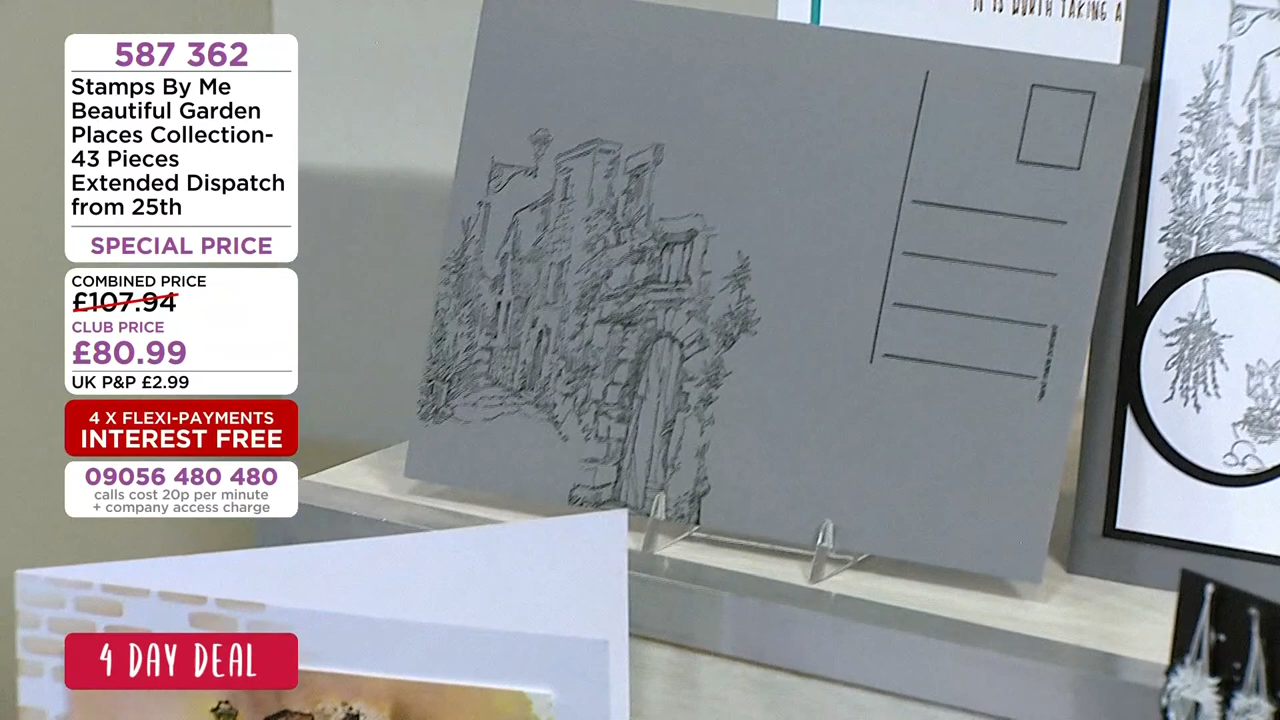 587 362
Stamps By Me
Beautiful Garden
Places Collection-
43 Pieces
Extended Dispatch
from 25th
SPECIAL PRICE
COMBINED PRICE
£107.94
CLUB PRICE
£80.99
UK P&P £2.99
4 X FLEXI-PAYMENTS
INTEREST FREE
09056 480 480
calls cost 20p per minute
+ company access charge
4 DAY DEAL
IT IS WORTH TAKING A